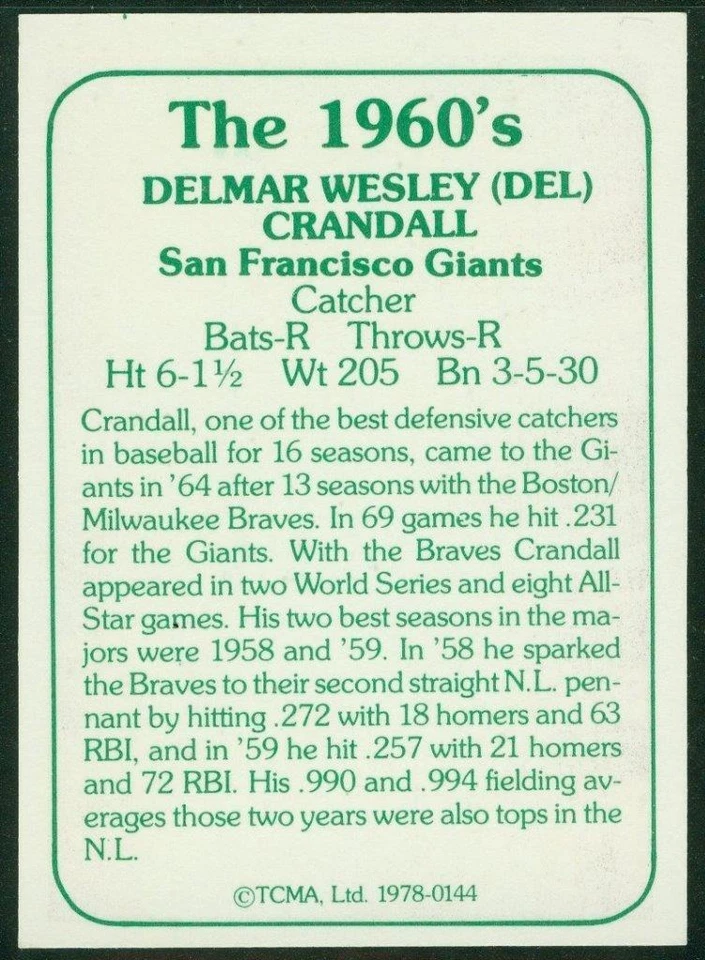 The 1960's
DELMAR WESLEY (DEL)
CRANDALL
San Francisco Giants
Catcher
Bats-R Throws-R
Ht 6-1½ Wt 205 Bn 3-5-30
Crandall, one of the best defensive catchers
in baseball for 16 seasons, came to the Gi-
ants in '64 after 13 seasons with the Boston/
Milwaukee Braves. In 69 games he hit .231
for the Giants. With the Braves Crandall
appeared in two World Series and eight All-
Star games. His two best seasons in the ma-
jors were 1958 and '59. In '58 he sparked
the Braves to their second straight N.L. pen-
nant by hitting .272 with 18 homers and 63
RBI, and in '59 he hit .257 with 21 homers
and 72 RBI. His .990 and .994 fielding av-
erages those two years were also tops in the
N.L.
©TCMA, Ltd. 1978-0144